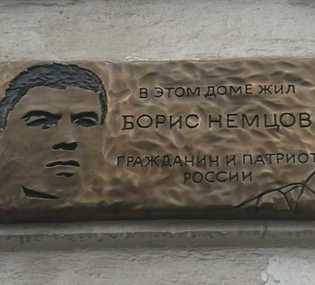 В ЭТОМ ДОМЕ ЖИЛ
БОРИС НЕМЦОВ
ГРАЖДАНИН И ПАТРИОТ
РОССИИ